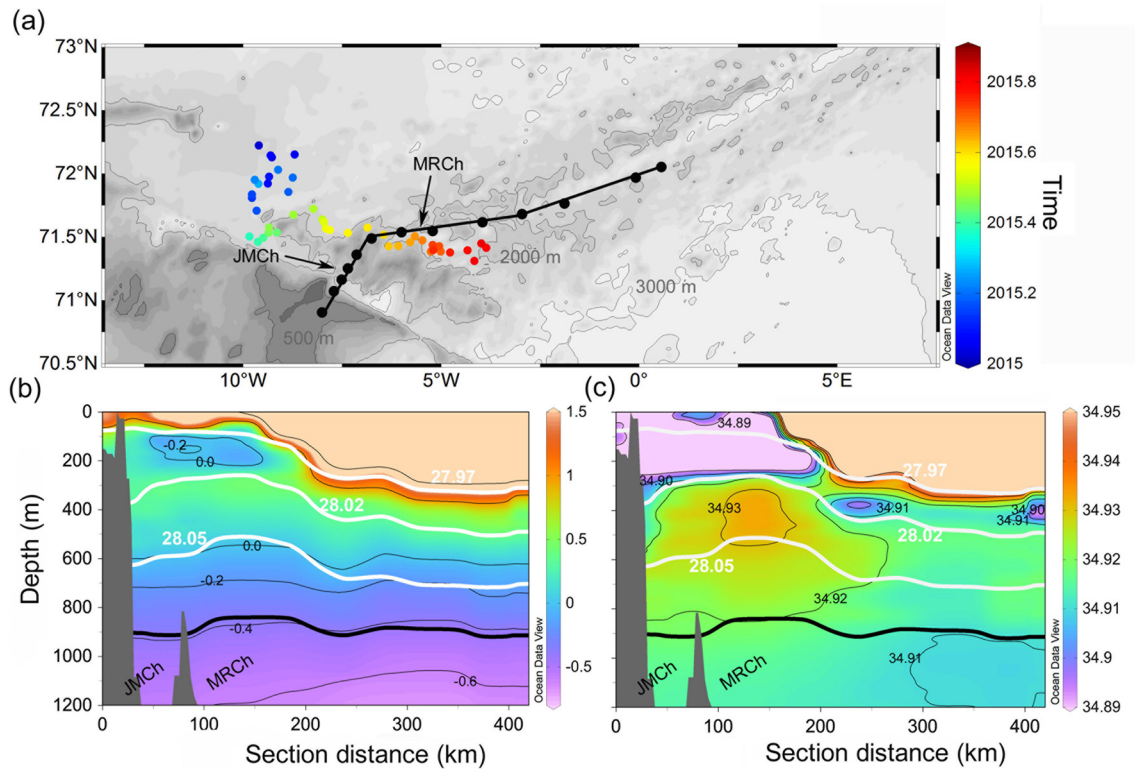 (a)
73°N
72.5°N
72°N
71.5°N
71°N
70.5°N
MRCh
JMCh
2000 m
3000 m
500 m
10°W
5°W
0°
5°E
2015.8
2015.6
2015.4
2015.2
2015
Time
Ocean Data View
(b)
0
200
400
600
800
1000
1200
Depth (m)
-0.2
0.0
27.97
28.02
28.05
0.0
-0.2
-0.4
-0.6
JMCh
MRCh
0
100
200
300
400
Section distance (km)
1.5
1
0.5
0
-0.5
Ocean Data View
(c)
34.89
27.97
34.90
34.93
34.91
34.90
34.91
28.02
28.05
34.92
34.91
JMCh
MRCh
0
100
200
300
400
Section distance (km)
34.95
34.94
34.93
34.92
34.91
34.9
34.89
Ocean Data View